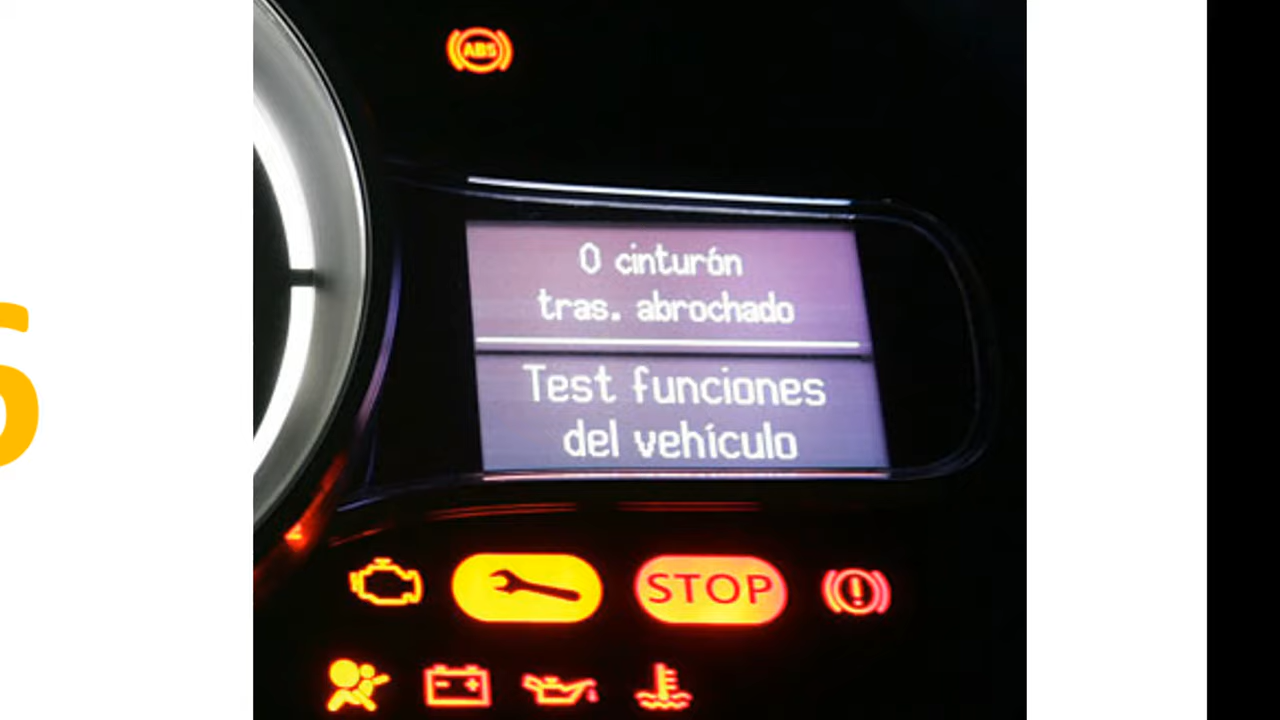 ABS
0 cinturón
tras. abrochado
Test funciones
del vehículo
STOP